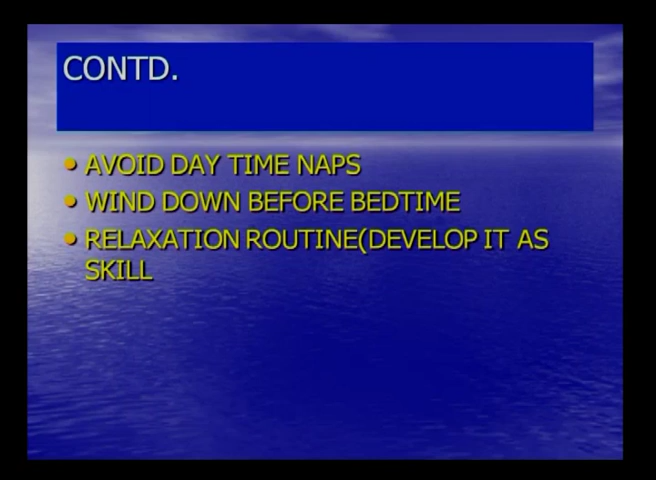 CONTD.
• AVOID DAY TIME NAPS
• WIND DOWN BEFORE BEDTIME
• RELAXATION ROUTINE(DEVELOP IT AS
SKILL